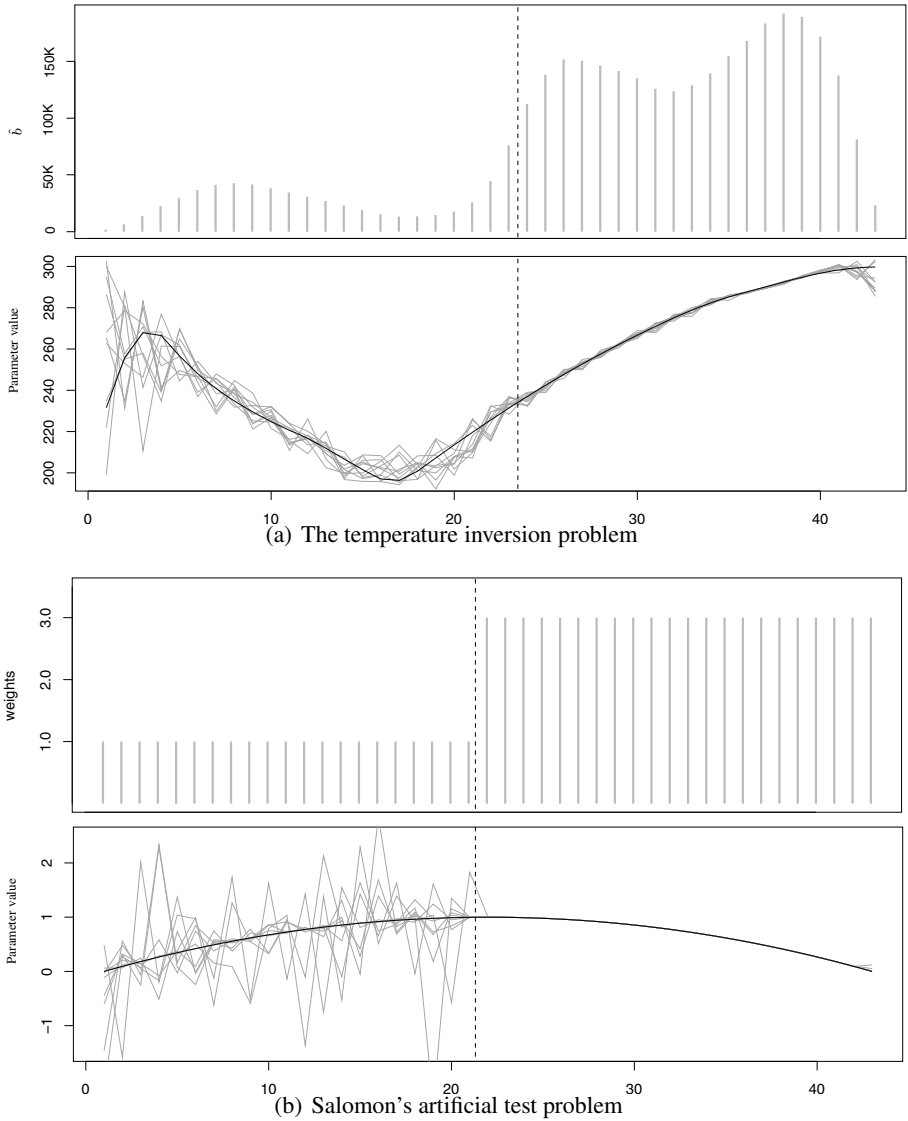 150K
100K
b̂
50K
0
300
280
260
Parameter value
240
220
200
0 10 20 30 40
(a) The temperature inversion problem
3.0
2.0
weights
1.0
2
1
Parameter value
0
−1
0 10 20 30 40
(b) Salomon's artificial test problem